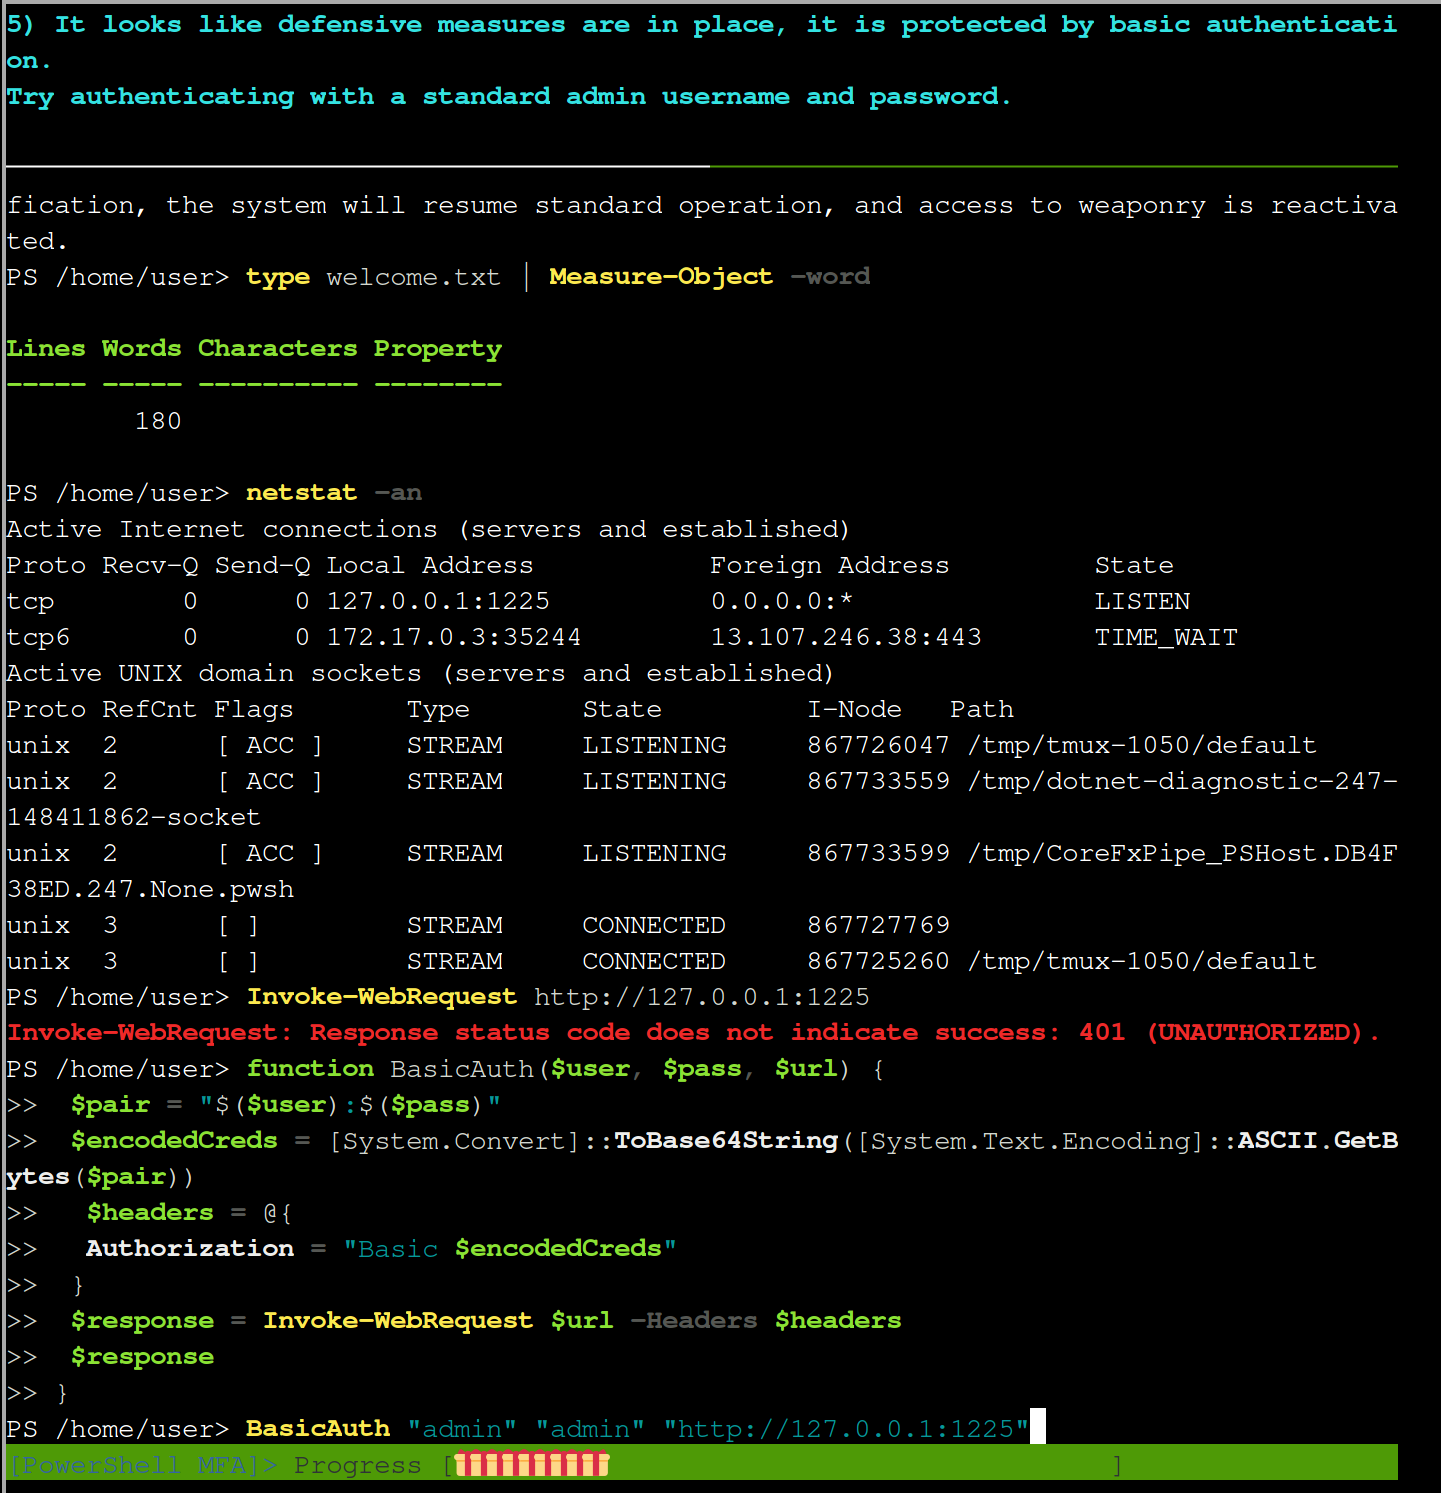 5) It looks like defensive measures are in place, it is protected by basic authenticati
on.
Try authenticating with a standard admin username and password.
fication, the system will resume standard operation, and access to weaponry is reactiva
ted.
PS /home/user> type welcome.txt | Measure-Object -word
Lines Words Characters Property
----- ----- ---------- --------
        180
PS /home/user> netstat -an
Active Internet connections (servers and established)
Proto Recv-Q Send-Q Local Address           Foreign Address         State
tcp        0      0 127.0.0.1:1225          0.0.0.0:*               LISTEN
tcp6       0      0 172.17.0.3:35244        13.107.246.38:443       TIME_WAIT
Active UNIX domain sockets (servers and established)
Proto RefCnt Flags       Type       State         I-Node   Path
unix  2      [ ACC ]     STREAM     LISTENING     867726047 /tmp/tmux-1050/default
unix  2      [ ACC ]     STREAM     LISTENING     867733559 /tmp/dotnet-diagnostic-247-
148411862-socket
unix  2      [ ACC ]     STREAM     LISTENING     867733599 /tmp/CoreFxPipe_PSHost.DB4F
38ED.247.None.pwsh
unix  3      [ ]         STREAM     CONNECTED     867727769
unix  3      [ ]         STREAM     CONNECTED     867725260 /tmp/tmux-1050/default
PS /home/user> Invoke-WebRequest http://127.0.0.1:1225
Invoke-WebRequest: Response status code does not indicate success: 401 (UNAUTHORIZED).
PS /home/user> function BasicAuth($user, $pass, $url) {
>>  $pair = "$($user):$($pass)"
>>  $encodedCreds = [System.Convert]::ToBase64String([System.Text.Encoding]::ASCII.GetB
ytes($pair))
>>   $headers = @{
>>   Authorization = "Basic $encodedCreds"
>>  }
>>  $response = Invoke-WebRequest $url -Headers $headers
>>  $response
>> }
PS /home/user> BasicAuth "admin" "admin" "http://127.0.0.1:1225"
[PowerShell MFA]> Progress [                                ]